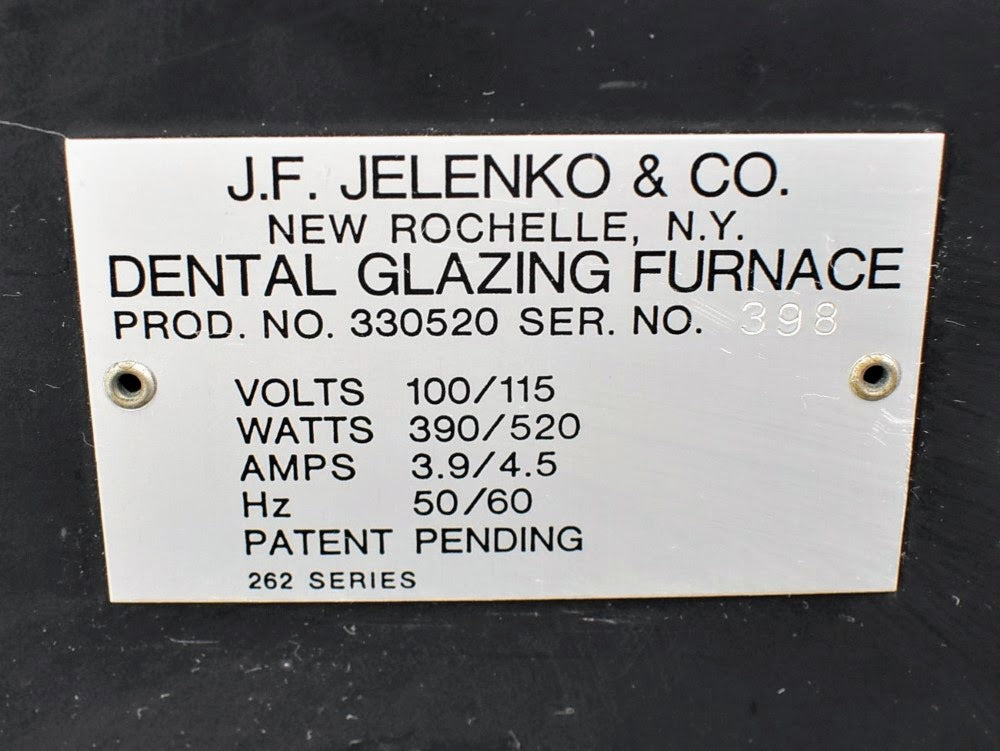 J.F. JELENKO & CO.
NEW ROCHELLE, N.Y.
DENTAL GLAZING FURNACE
PROD. NO. 330520 SER. NO. 398
VOLTS 100/115
WATTS 390/520
AMPS 3.9/4.5
Hz 50/60
PATENT PENDING
262 SERIES